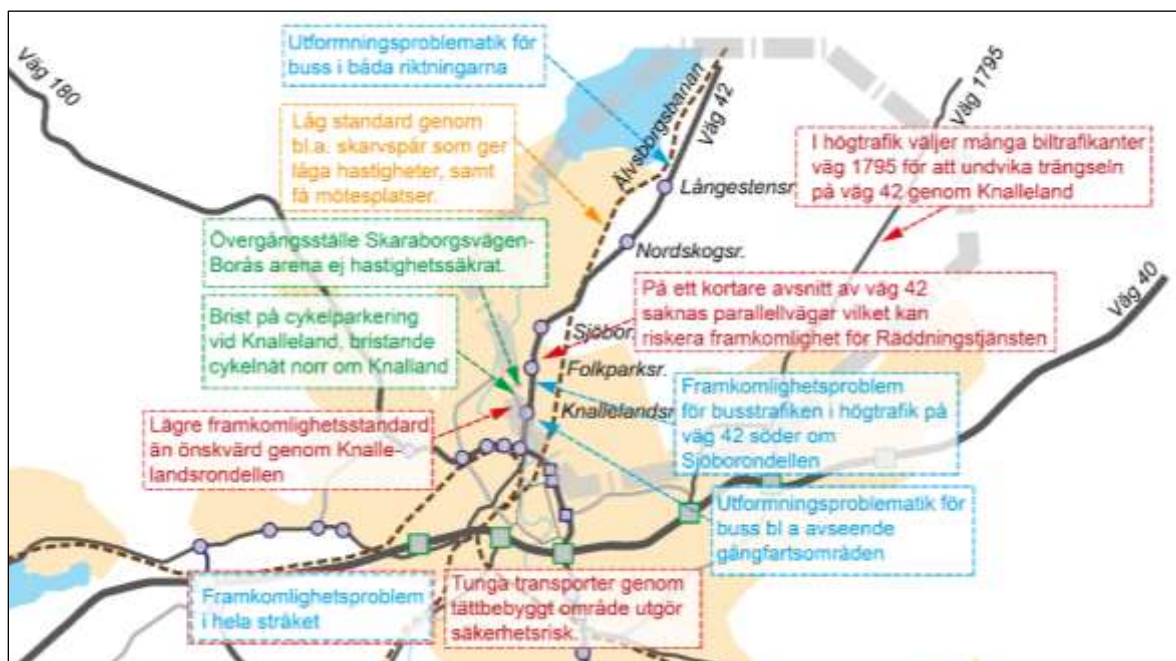 Utformningsproblematik för
buss i båda riktningarna
Väg 180
Älvsborgsbanan
Väg 42
Väg 1795
Låg standard genom
bl.a. skarvspår som ger
låga hastigheter, samt
få mötesplatser.
I högtrafik väljer många biltrafikanter
väg 1795 för att undvika trängseln
på väg 42 genom Knalleland
Långestensr
Övergångsställe Skaraborgsvägen-
Borås arena ej hastighetssäkrat.
Nordskogsr.
Väg 40
På ett kortare avsnitt av väg 42
saknas parallellvägar vilket kan
riskera framkomlighet för Räddningstjänsten
Brist på cykelparkering
vid Knalleland, bristande
cykelnät norr om Knalland
Sjöbor.
Folkparksr.
Knallelandsr
Framkomlighetsproblem
för busstrafiken i högtrafik på
väg 42 söder om
Sjöborondellen
Lägre framkomlighetsstandard
än önskvärd genom Knalle-
landsrondellen
Utformningsproblematik för
buss bl a avseende
gångfartsområden
Framkomlighetsproblem
i hela stråket
Tunga transporter genom
tättbebyggt område utgör
säkerhetsrisk.